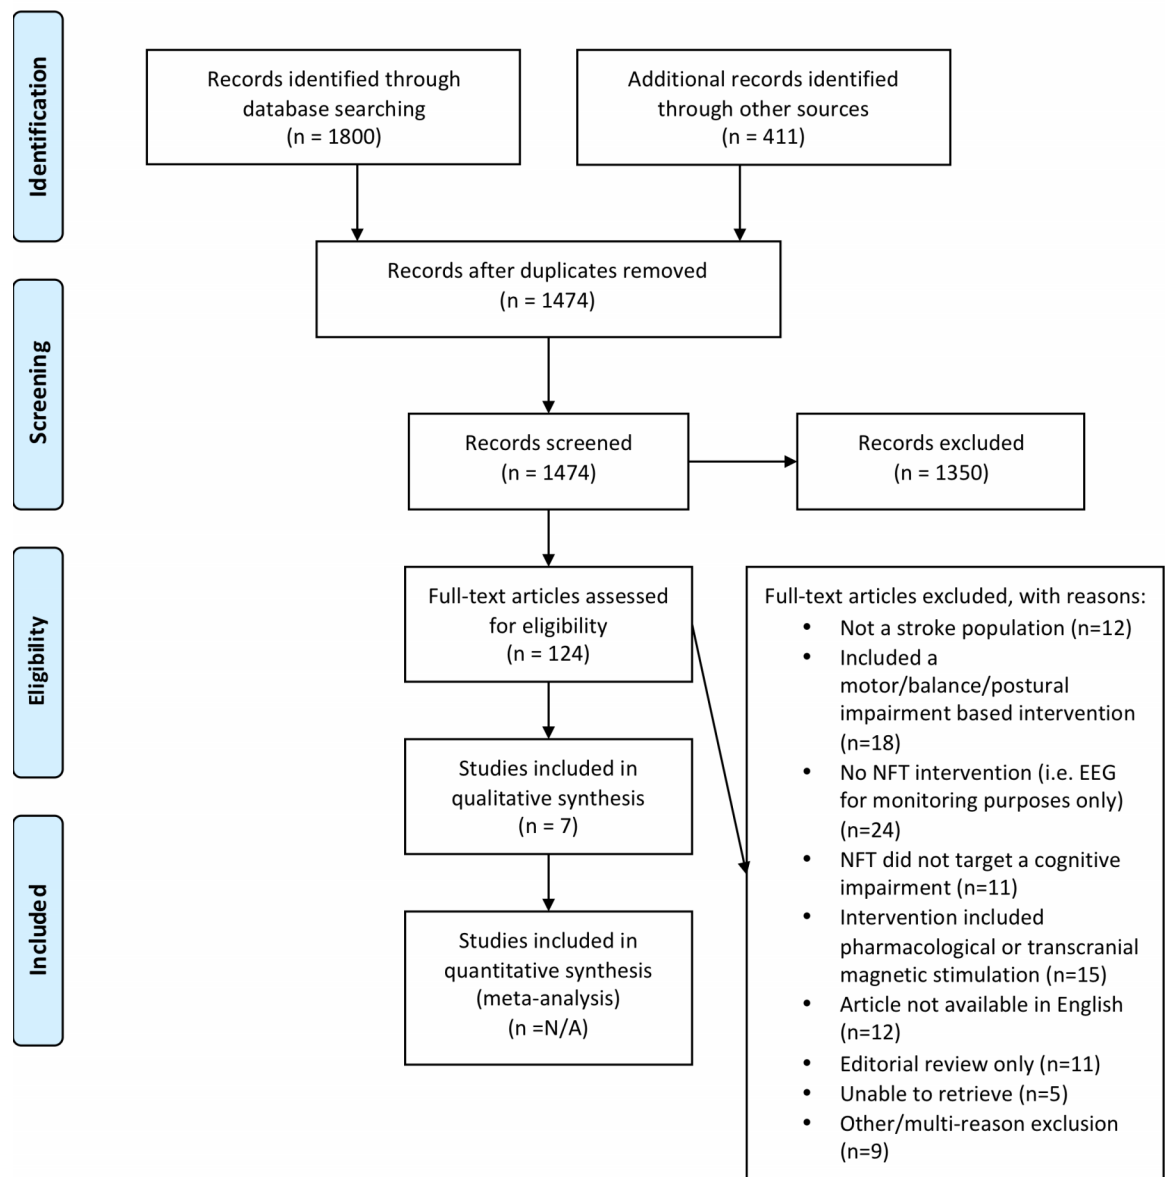 Identification
Records identified through
database searching
(n = 1800)
Additional records identified
through other sources
(n = 411)
Records after duplicates removed
(n = 1474)
Screening
Records screened
(n = 1474)
Records excluded
(n = 1350)
Eligibility
Full-text articles assessed
for eligibility
(n = 124)
Full-text articles excluded, with reasons:
• Not a stroke population (n=12)
• Included a
motor/balance/postural
impairment based intervention
(n=18)
• No NFT intervention (i.e. EEG
for monitoring purposes only)
(n=24)
• NFT did not target a cognitive
impairment (n=11)
• Intervention included
pharmacological or transcranial
magnetic stimulation (n=15)
• Article not available in English
(n=12)
• Editorial review only (n=11)
• Unable to retrieve (n=5)
• Other/multi-reason exclusion
(n=9)
Studies included in
qualitative synthesis
(n = 7)
Included
Studies included in
quantitative synthesis
(meta-analysis)
(n =N/A)